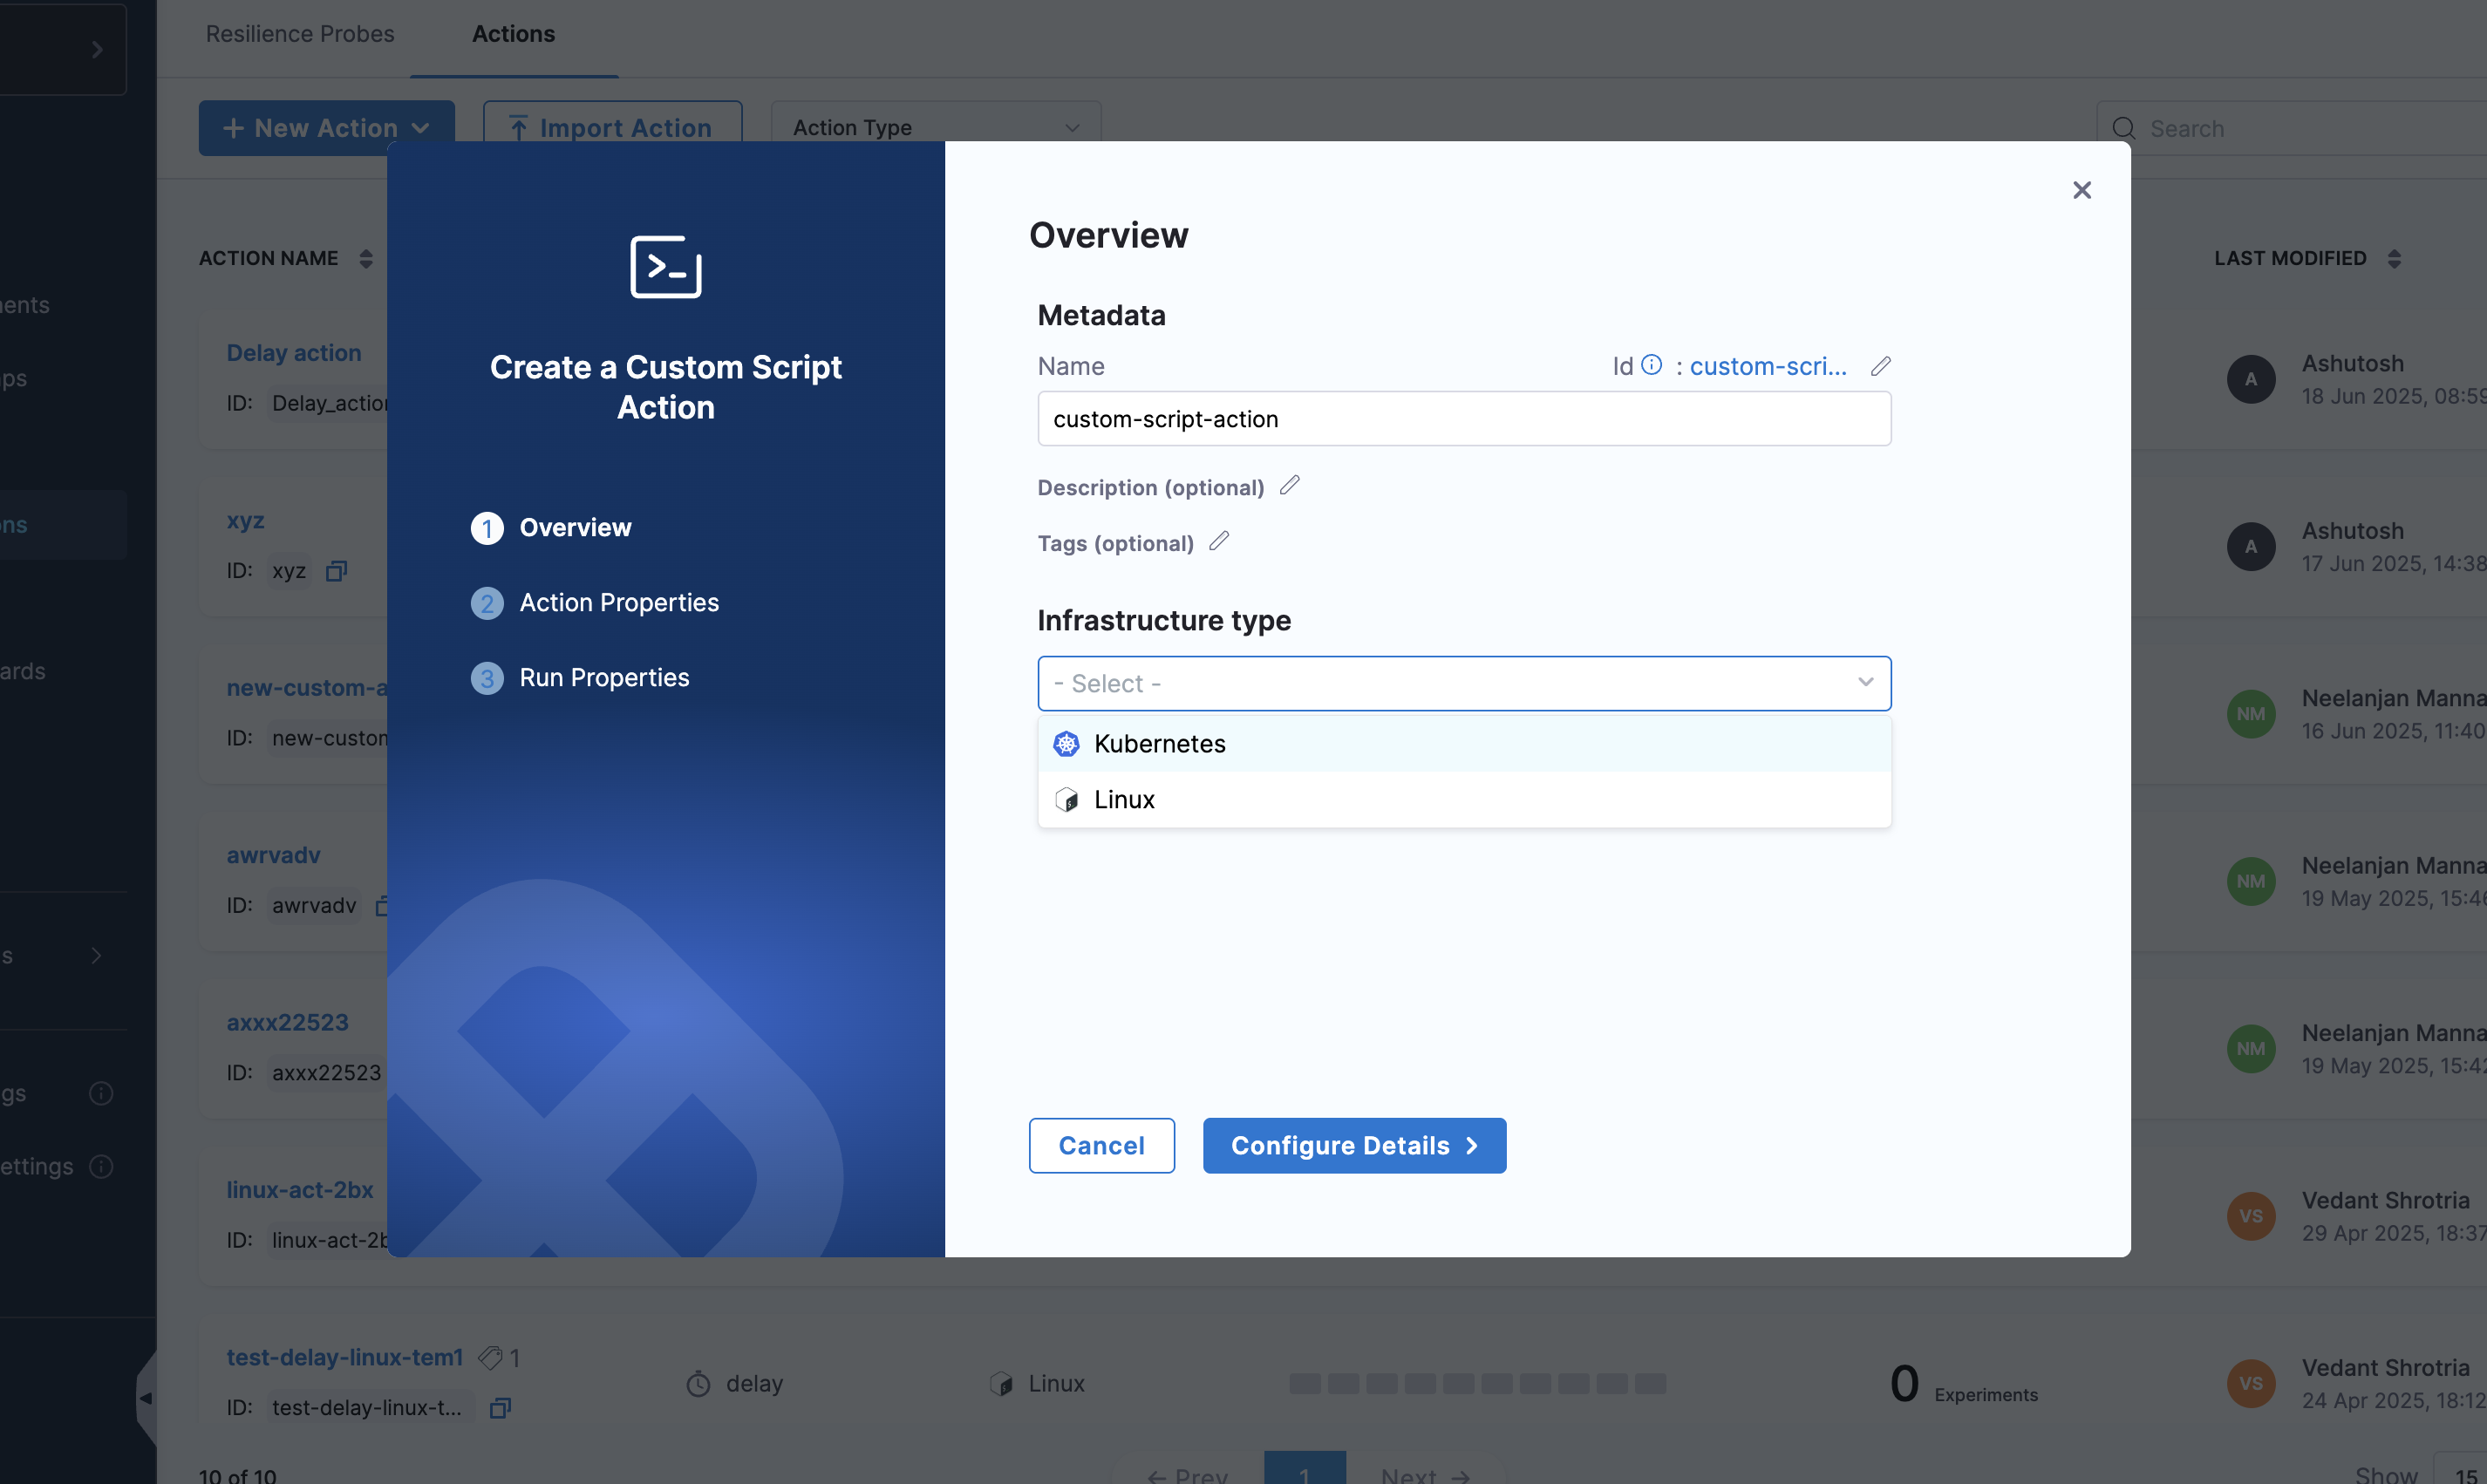 Resilience Probes
Actions
New Action
Import Action
Action Type
Search
ACTION NAME
LAST MODIFIED
ents
ps
ns
ards
s
gs
ettings
Delay action
ID: Delay_action
xyz
ID: xyz
new-custom-a
ID: new-custom
awrvadv
ID: awrvadv
axxx22523
ID: axxx22523
linux-act-2bx
ID: linux-act-2b
test-delay-linux-tem1 1
ID: test-delay-linux-t...
delay
Linux
0 Experiments
Create a Custom Script
Action
1 Overview
2 Action Properties
3 Run Properties
Overview
Metadata
Name
Id : custom-scri...
custom-script-action
Description (optional)
Tags (optional)
Infrastructure type
- Select -
Kubernetes
Linux
Cancel
Configure Details
A
Ashutosh
18 Jun 2025, 08:59
A
Ashutosh
17 Jun 2025, 14:38
NM
Neelanjan Manna
16 Jun 2025, 11:40
NM
Neelanjan Manna
19 May 2025, 15:46
NM
Neelanjan Manna
19 May 2025, 15:42
VS
Vedant Shrotria
29 Apr 2025, 18:37
VS
Vedant Shrotria
24 Apr 2025, 18:12
10 of 10
← Prev
1
Next →
Show
15